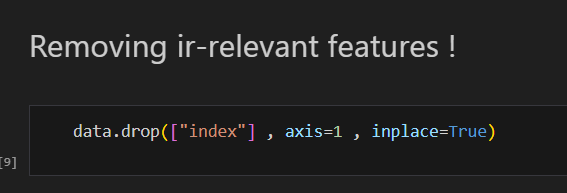 Removing ir-relevant features !
data.drop(["index"] , axis=1 , inplace=True)
[9]